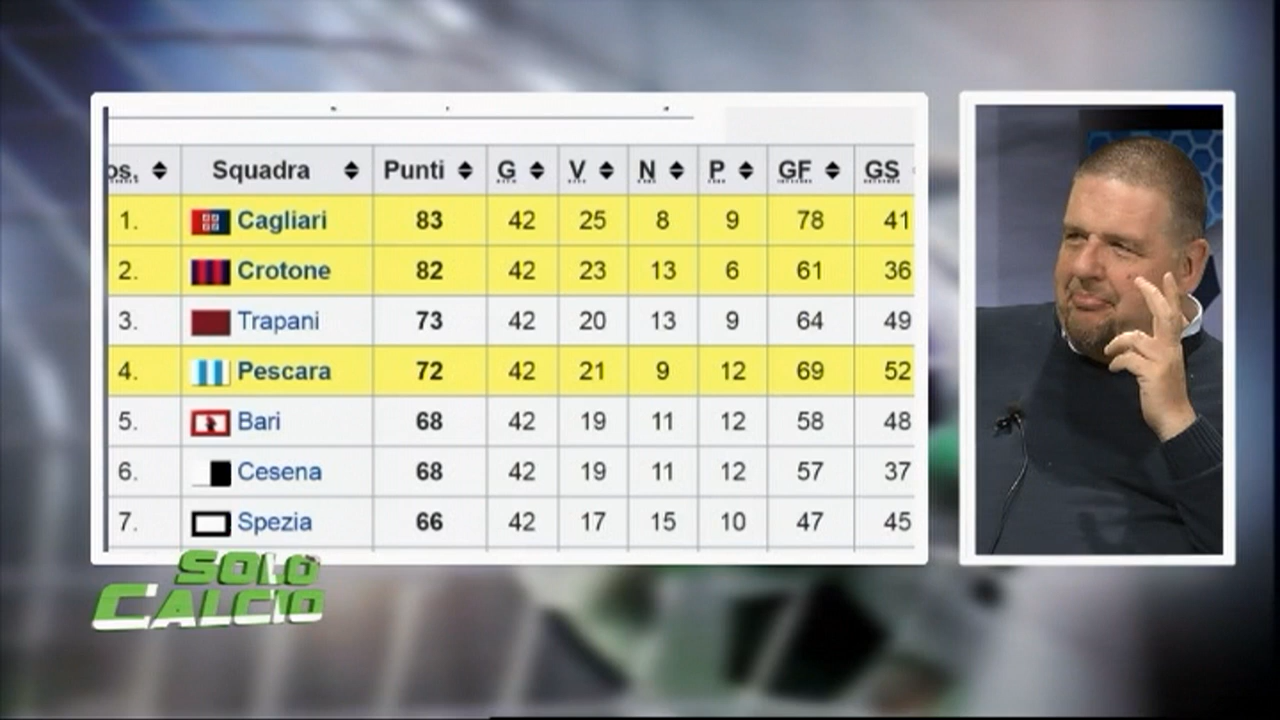 os. Squadra Punti G V N P GF GS
1. Cagliari 83 42 25 8 9 78 41
2. Crotone 82 42 23 13 6 61 36
3. Trapani 73 42 20 13 9 64 49
4. Pescara 72 42 21 9 12 69 52
5. Bari 68 42 19 11 12 58 48
6. Cesena 68 42 19 11 12 57 37
7. Spezia 66 42 17 15 10 47 45
SOLO
CALCIO